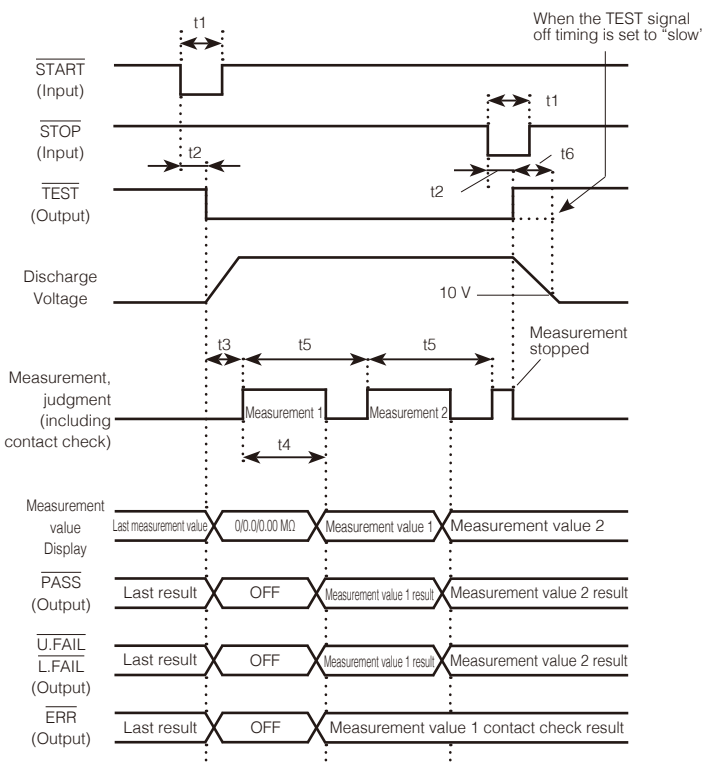 When the TEST signal
off timing is set to “slow”
t1
START
(Input)
t1
STOP
(Input)
t2
t6
TEST
(Output)
t2
Discharge
Voltage
10 V
Measurement
stopped
t3
t5
t5
Measurement,
judgment
(including
contact check)
Measurement 1
Measurement 2
t4
Measurement
value
Display
Last measurement value
0/0.0/0.00 MΩ
Measurement value 1
Measurement value 2
PASS
(Output)
Last result
OFF
Measurement value 1 result
Measurement value 2 result
U.FAIL
L.FAIL
(Output)
Last result
OFF
Measurement value 1 result
Measurement value 2 result
ERR
(Output)
Last result
OFF
Measurement value 1 contact check result